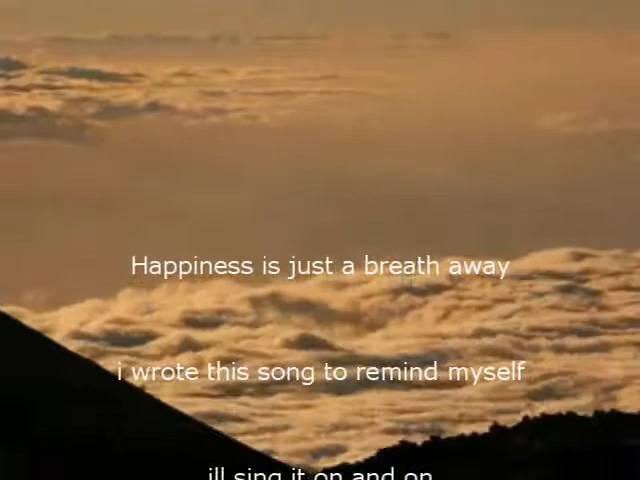 Happiness is just a breath away
i wrote this song to remind myself
ill sing it on and on